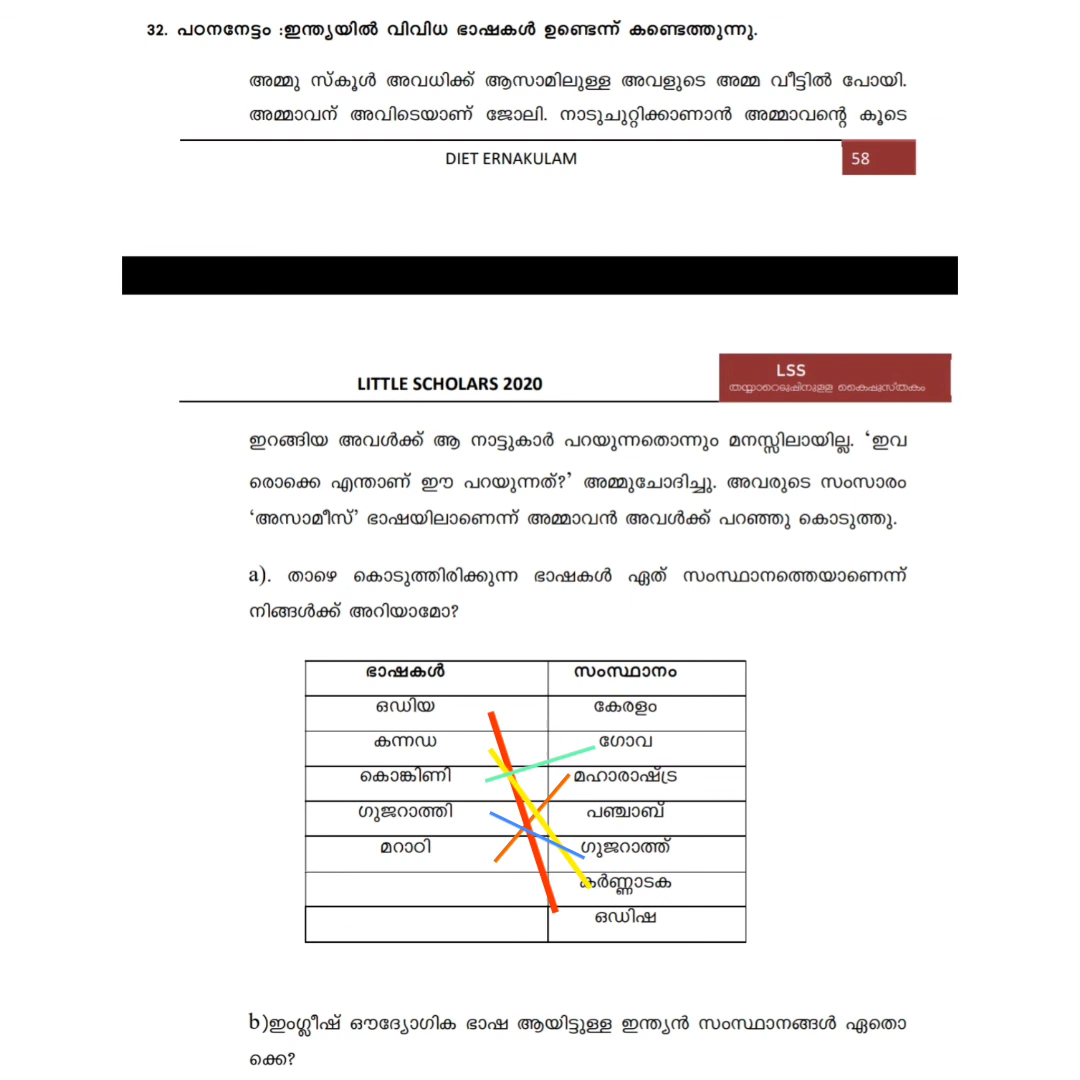 32. പഠനനേട്ടം :ഇന്ത്യയിൽ വിവിധ ഭാഷകൾ ഉണ്ടെന്ന് കണ്ടെത്തുന്നു.
അമ്മു സ്കൂൾ അവധിക്ക് ആസാമിലുള്ള അവളുടെ അമ്മ വീട്ടിൽ പോയി.
അമ്മാവന് അവിടെയാണ് ജോലി. നാടുചുറ്റിക്കാണാൻ അമ്മാവന്റെ കൂടെ
DIET ERNAKULAM
58
LSS
LITTLE SCHOLARS 2020
തയ്യാറെടുപ്പിനുള്ള കൈപ്പുസ്തകം
ഇറങ്ങിയ അവൾക്ക് ആ നാട്ടുകാർ പറയുന്നതൊന്നും മനസ്സിലായില്ല. ‘ഇവ
രൊക്കെ എന്താണ് ഈ പറയുന്നത്?’ അമ്മുചോദിച്ചു. അവരുടെ സംസാരം
‘അസാമീസ്’ ഭാഷയിലാണെന്ന് അമ്മാവൻ അവൾക്ക് പറഞ്ഞു കൊടുത്തു.
a). താഴെ കൊടുത്തിരിക്കുന്ന ഭാഷകൾ ഏത് സംസ്ഥാനത്തെയാണെന്ന്
നിങ്ങൾക്ക് അറിയാമോ?
ഭാഷകൾ സംസ്ഥാനം
ഒഡിയ കേരളം
കന്നഡ ഗോവ
കൊങ്കിണി മഹാരാഷ്ട്ര
ഗുജറാത്തി പഞ്ചാബ്
മറാഠി ഗുജറാത്ത്
കർണ്ണാടക
ഒഡിഷ
b)ഇംഗ്ലീഷ് ഔദ്യോഗിക ഭാഷ ആയിട്ടുള്ള ഇന്ത്യൻ സംസ്ഥാനങ്ങൾ ഏതൊ
ക്കെ?